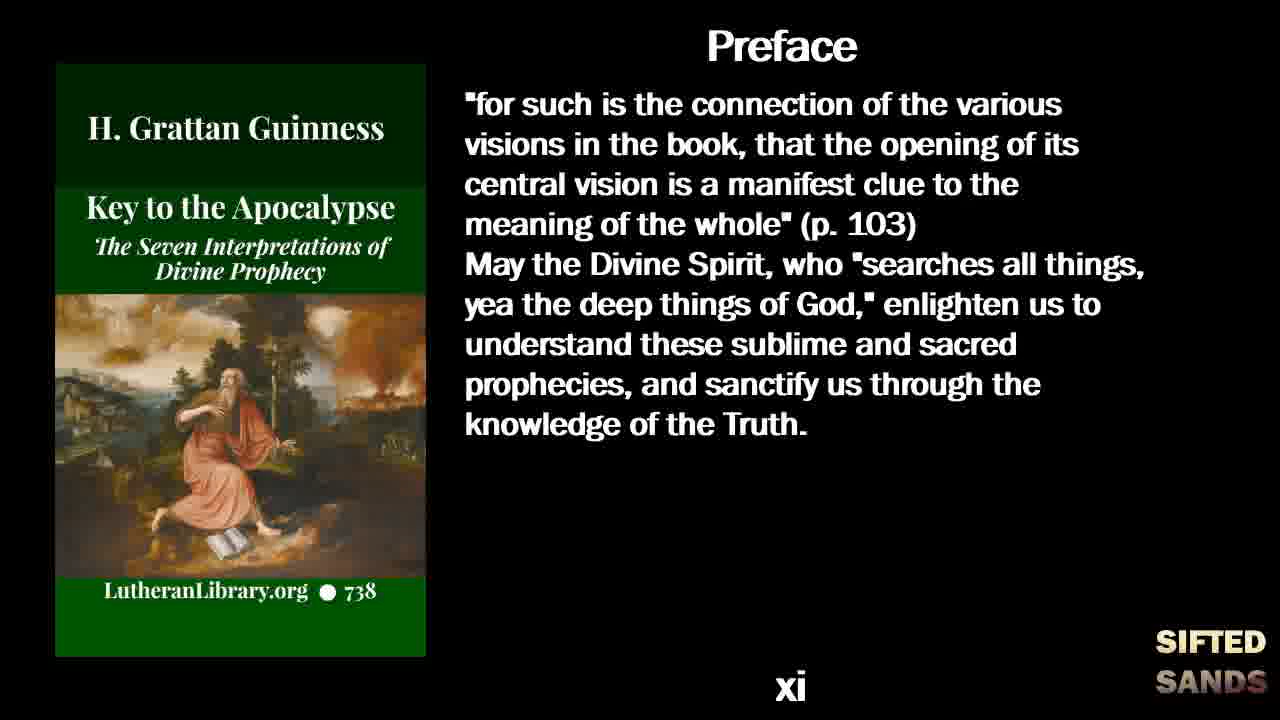 H. Grattan Guinness
Key to the Apocalypse
The Seven Interpretations of
Divine Prophecy
LutheranLibrary.org ● 738
Preface
"for such is the connection of the various
visions in the book, that the opening of its
central vision is a manifest clue to the
meaning of the whole" (p. 103)
May the Divine Spirit, who "searches all things,
yea the deep things of God," enlighten us to
understand these sublime and sacred
prophecies, and sanctify us through the
knowledge of the Truth.
xi
SIFTED
SANDS